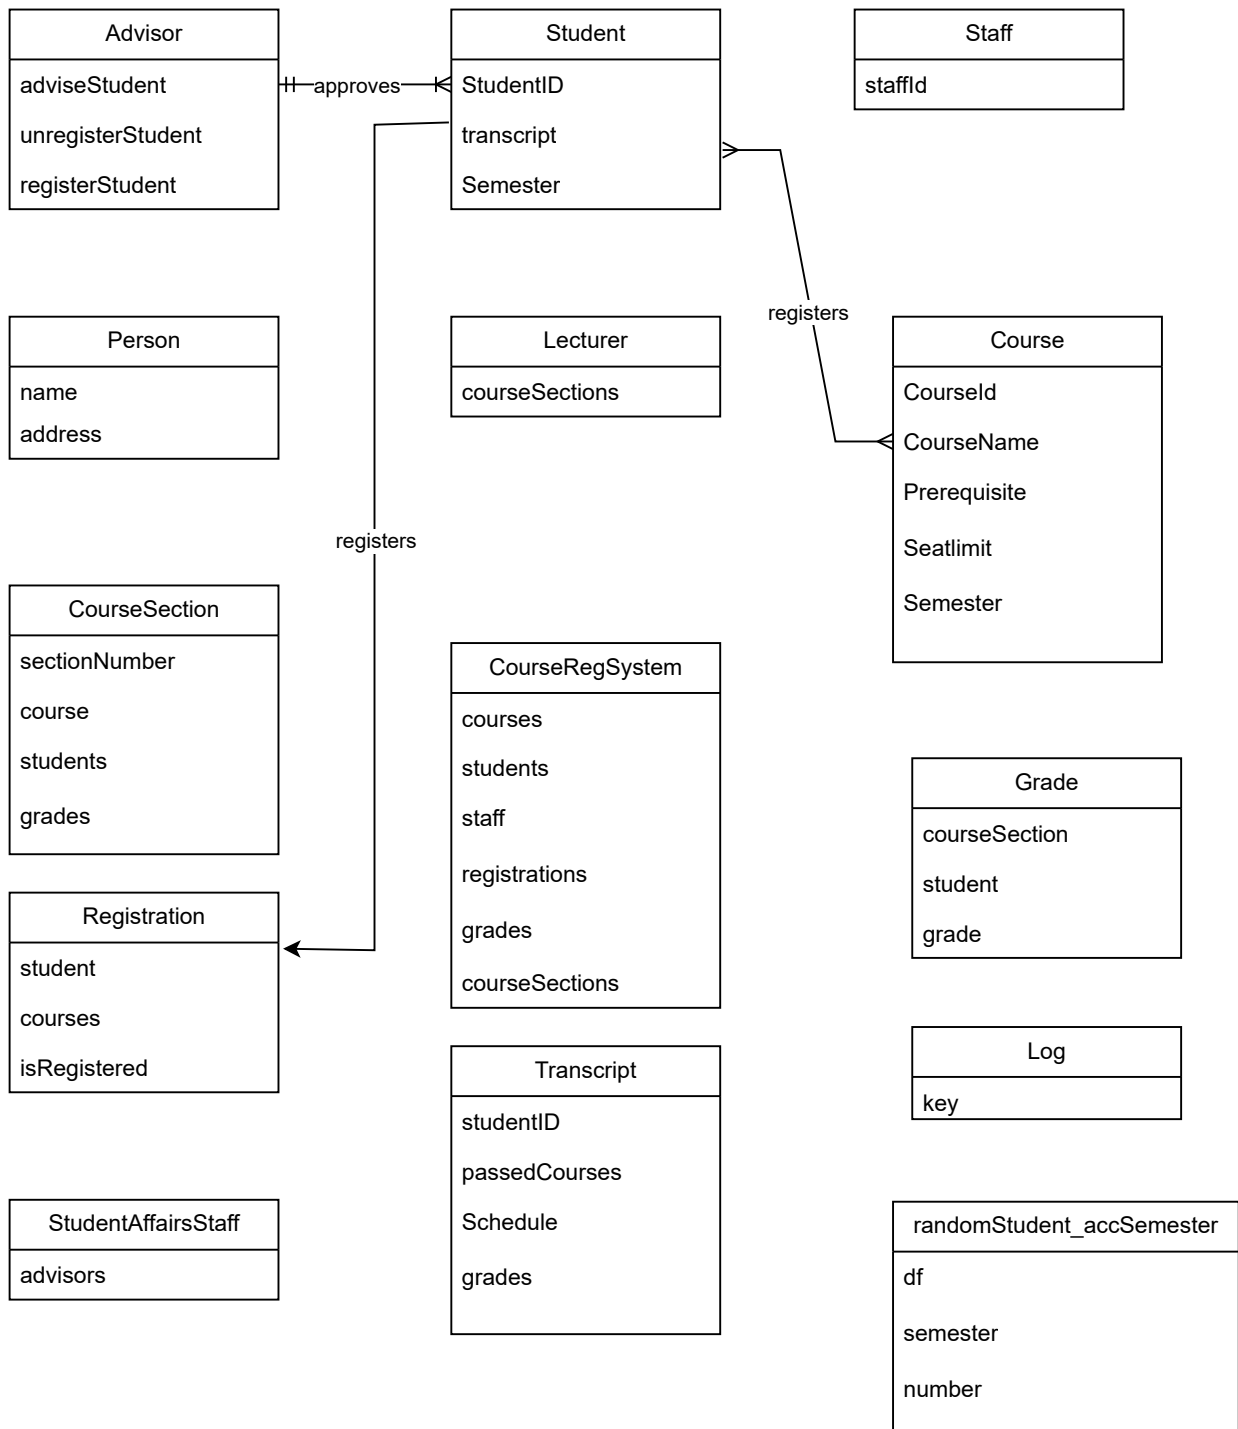 Advisor
adviseStudent
unregisterStudent
registerStudent
approves
Student
StudentID
transcript
Semester
Staff
staffId
registers
Person
name
address
Lecturer
courseSections
Course
CourseId
CourseName
Prerequisite
Seatlimit
Semester
registers
CourseSection
sectionNumber
course
students
grades
CourseRegSystem
courses
students
staff
registrations
grades
courseSections
Grade
courseSection
student
grade
Registration
student
courses
isRegistered
Transcript
studentID
passedCourses
Schedule
grades
Log
key
StudentAffairsStaff
advisors
randomStudent_accSemester
df
semester
number